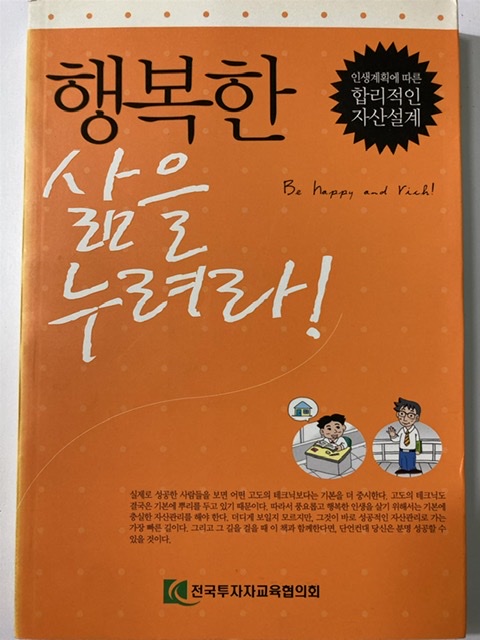 행복한
삶을
누려라!
인생계획에 따른
합리적인
자산설계
Be happy and rich!
실제로 성공한 사람들을 보면 어떤 고도의 테크닉보다는 기본을 더 중시한다. 고도의 테크닉도
결국은 기본에 뿌리를 두고 있기 때문이다. 따라서 풍요롭고 행복한 인생을 살기 위해서는 기본에
충실한 자산관리를 해야 한다. 더디게 보일지 모르지만, 그것이 바로 성공적인 자산관리로 가는
가장 빠른 길이다. 그리고 그 길을 걸을 때 이 책과 함께한다면, 단언컨대 당신은 분명 성공할 수
있을 것이다.
전국투자자교육협의회